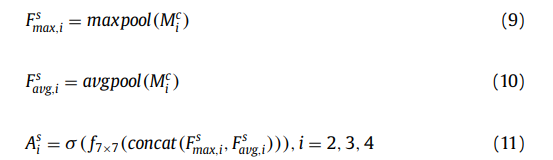 F^s_{max,i} = maxpool(M^c_i) (9)
F^s_{avg,i} = avgpool(M^c_i) (10)
A^s_i = σ(f_{7×7}(concat(F^s_{max,i}, F^s_{avg,i}))), i = 2, 3, 4 (11)